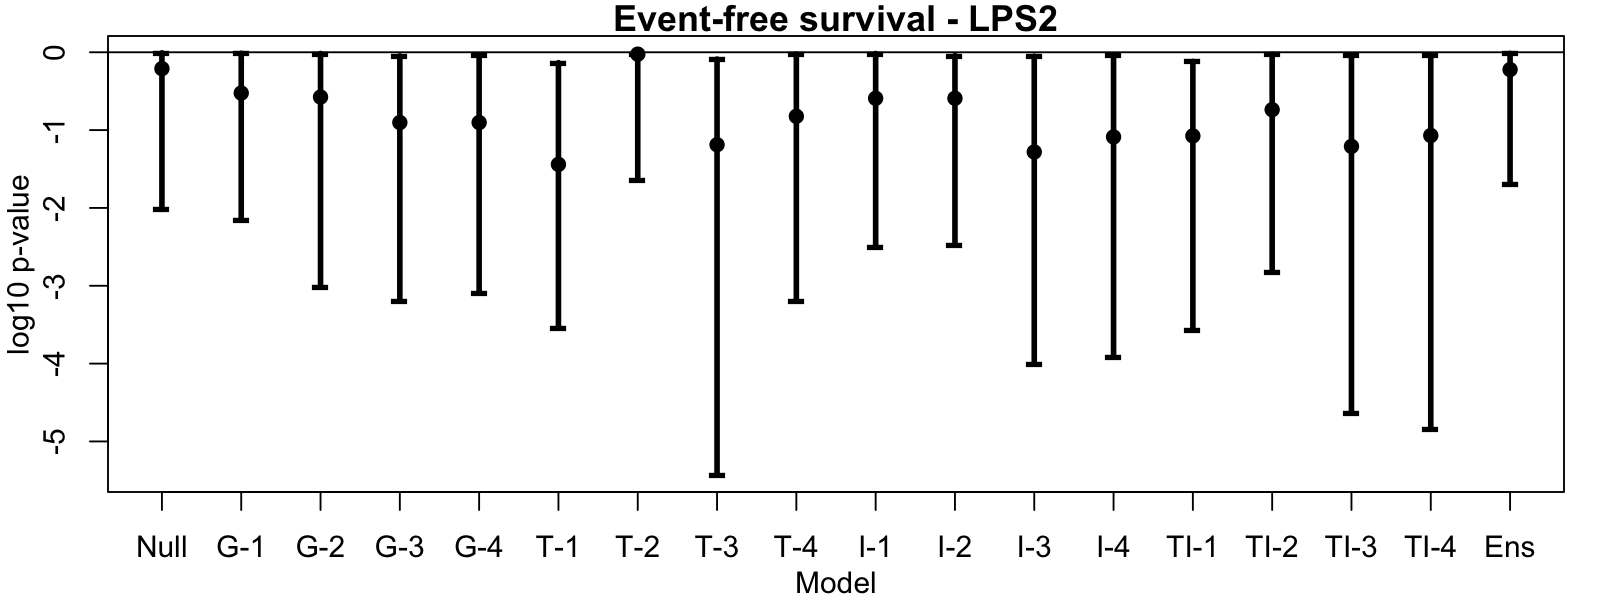 Event-free survival - LPS2
log10 p-value
0
-1
-2
-3
-4
-5
Null G-1 G-2 G-3 G-4 T-1 T-2 T-3 T-4 I-1 I-2 I-3 I-4 TI-1 TI-2 TI-3 TI-4 Ens
Model